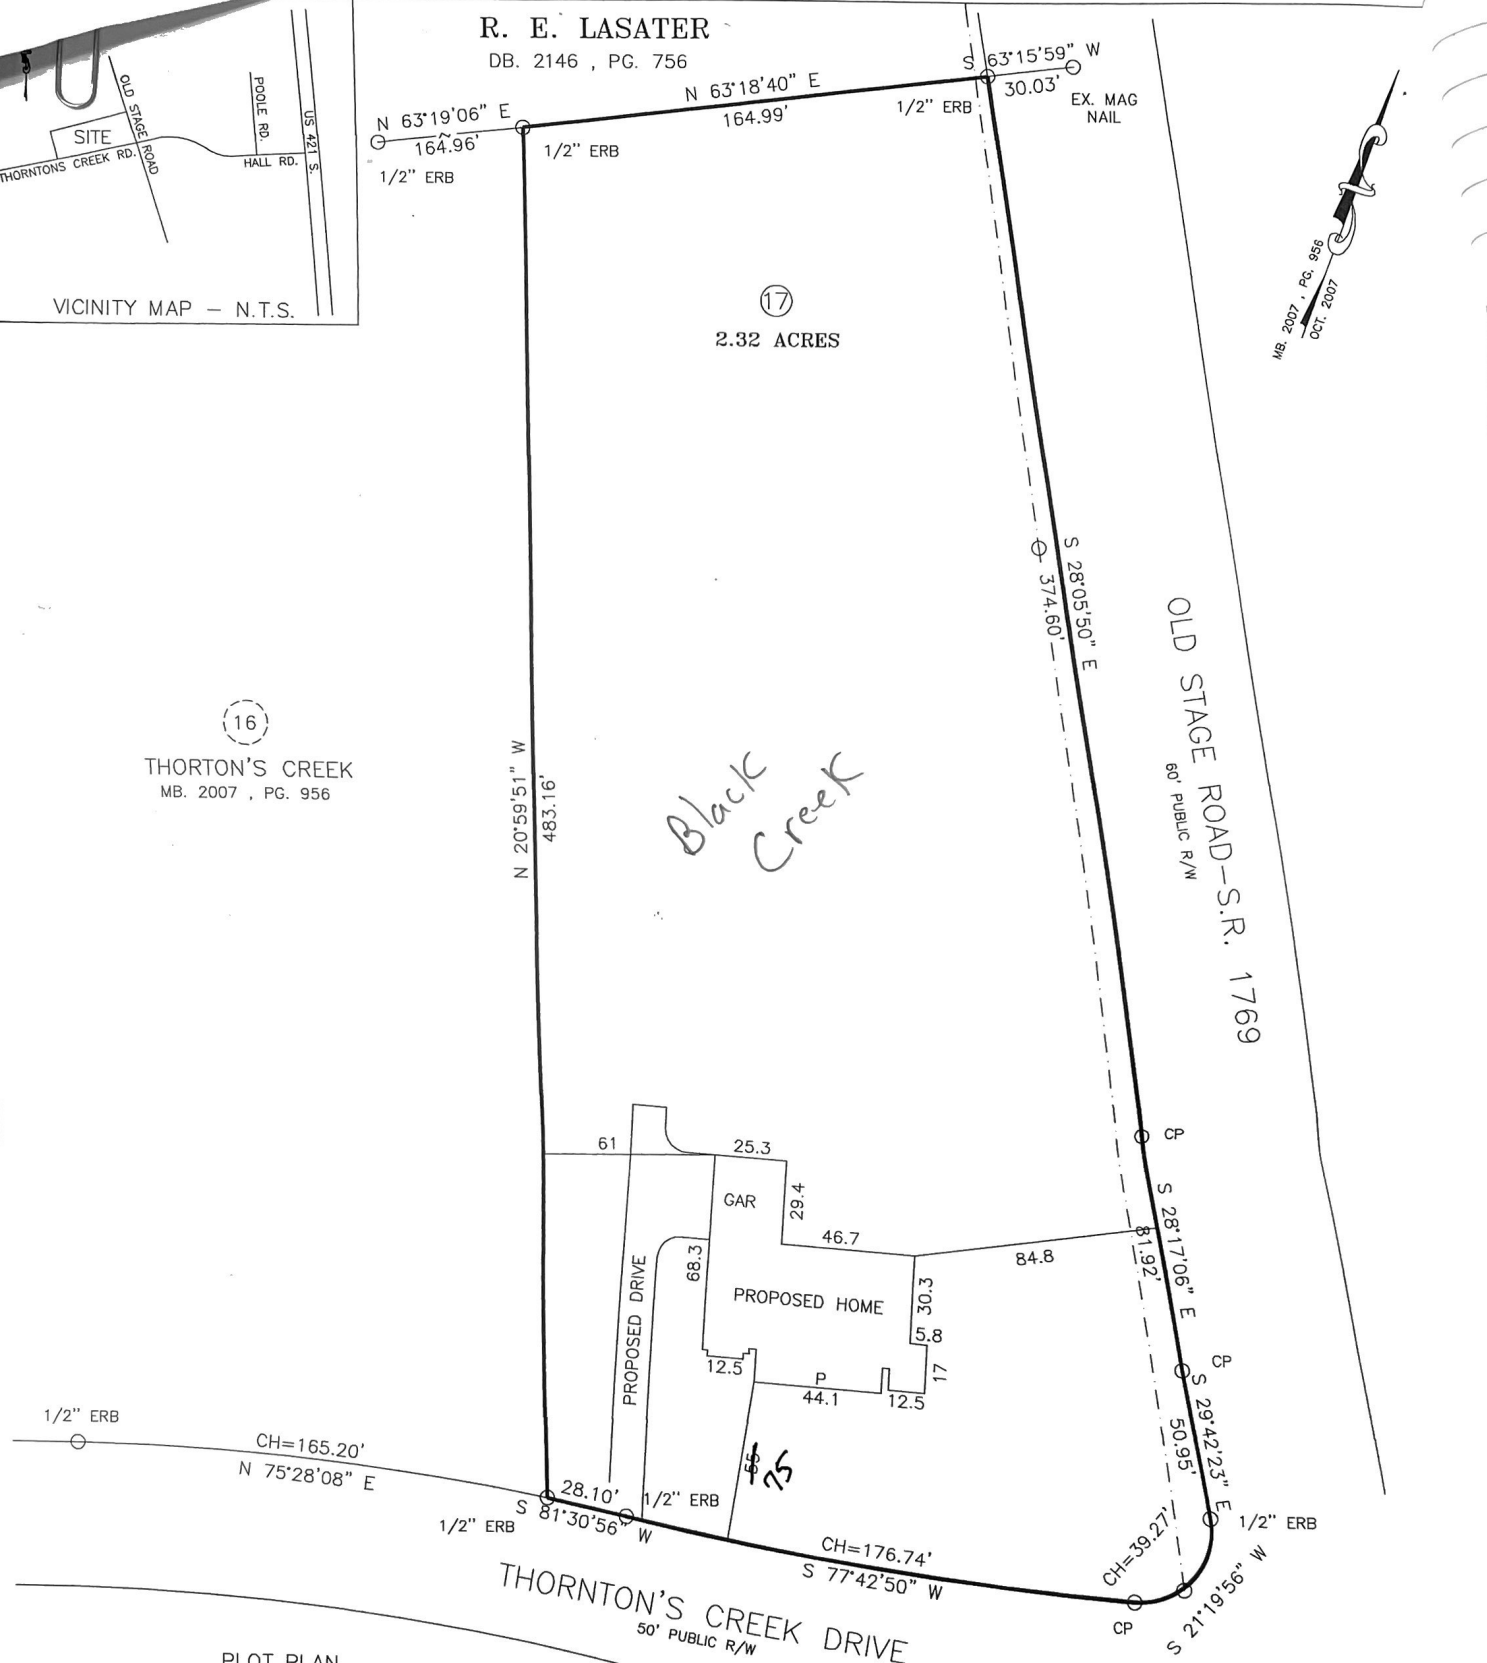 R. E. LASATER
DB. 2146 , PG. 756
OLD STAGE ROAD
POOLE RD.
US 421 S.
SITE
THORNTONS CREEK RD.
HALL RD.
VICINITY MAP – N.T.S.
N 63°19'06" E
164.96'
1/2" ERB
N 63°18'40" E
164.99'
1/2" ERB
1/2" ERB
S 63°15'59" W
30.03'
EX. MAG
NAIL
MB. 2007 , PG. 956
OCT. 2007
17
2.32 ACRES
S 28°05'50" E
374.60'
OLD STAGE ROAD–S.R. 1769
60' PUBLIC R/W
16
THORTON'S CREEK
MB. 2007 , PG. 956
N 20°59'51" W
483.16'
Black
Creek
CP
61
25.3
GAR
29.4
46.7
84.8
S 28°17'06" E
81.92'
68.3
PROPOSED DRIVE
PROPOSED HOME
30.3
5.8
17
12.5
P
44.1
12.5
CP
S 29°42'23" E
50.95'
55
75
1/2" ERB
CH=165.20'
N 75°28'08" E
28.10'
1/2" ERB
S 81°30'56" W
1/2" ERB
CH=176.74'
S 77°42'50" W
CH=39.27'
1/2" ERB
S 21°19'56" W
CP
THORNTON'S CREEK DRIVE
50' PUBLIC R/W
PLOT PLAN